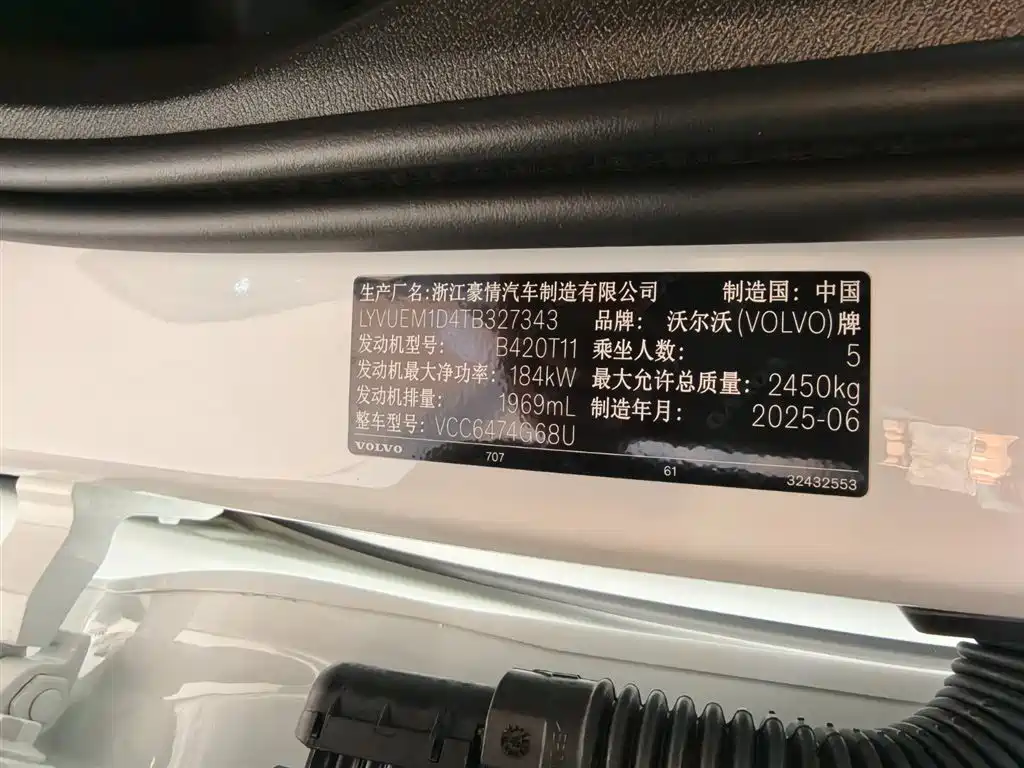 生产厂名:浙江豪情汽车制造有限公司 制造国: 中国
LYVUEM1D4TB327343 品牌: 沃尔沃(VOLVO)牌
发动机型号: B420T11 乘坐人数: 5
发动机最大净功率: 184kW 最大允许总质量: 2450kg
发动机排量: 1969mL 制造年月: 2025-06
整车型号: VCC6474G68U
VOLVO 707 61 32432553